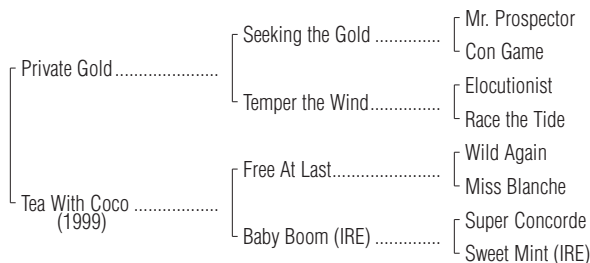 Mr. Prospector
Seeking the Gold ..............
Con Game
Private Gold .......................
Elocutionist
Temper the Wind ...............
Race the Tide
Wild Again
Free At Last ........................
Miss Blanche
Tea With Coco ..................
(1999)
Super Concorde
Baby Boom (IRE) ..............
Sweet Mint (IRE)